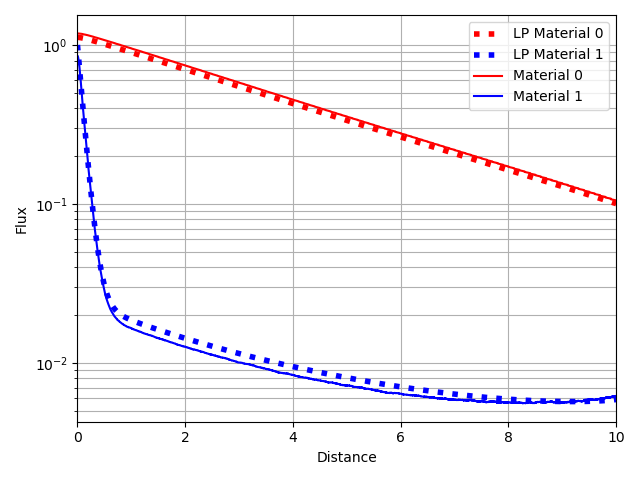 10⁰
10⁻¹
10⁻²
Flux
0
2
4
6
8
10
Distance
LP Material 0
LP Material 1
Material 0
Material 1